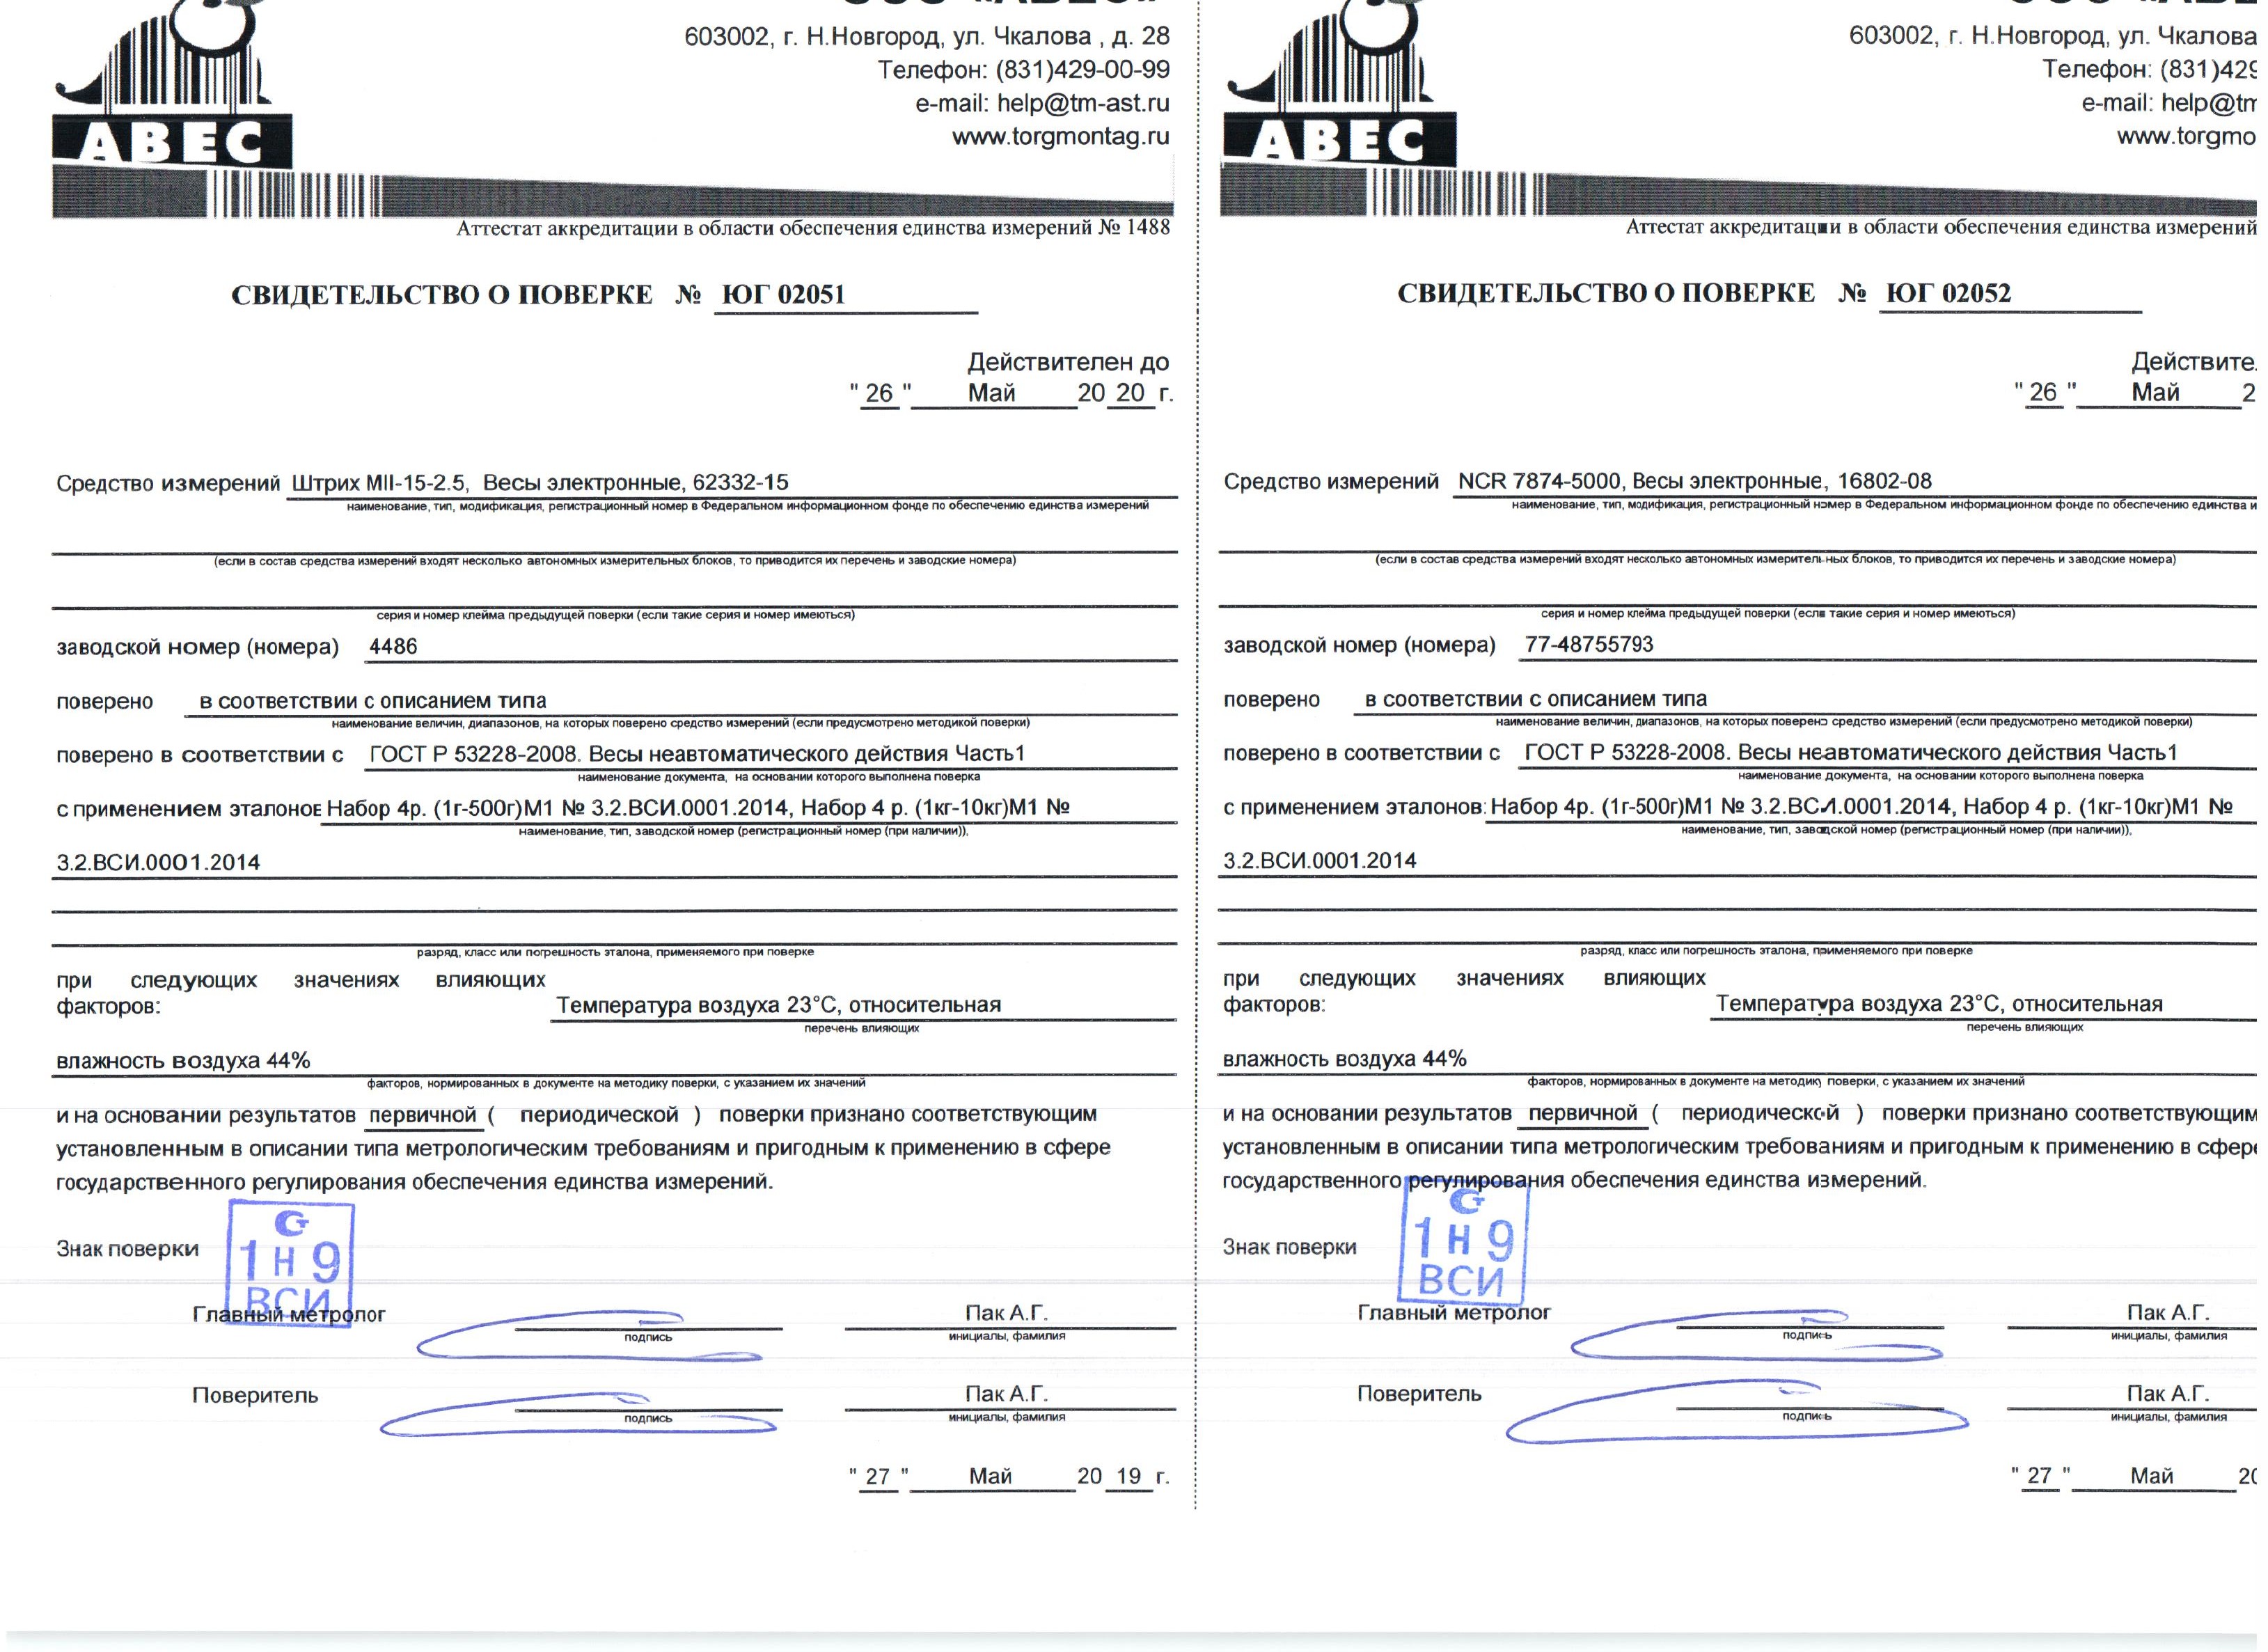 603002, г. Н.Новгород, ул. Чкалова , д. 28
Телефон: (831)429-00-99
e-mail: help@tm-ast.ru
www.torgmontag.ru
АВЕС
Аттестат аккредитации в области обеспечения единства измерений № 1488
СВИДЕТЕЛЬСТВО О ПОВЕРКЕ № ЮГ 02051
Действителен до
" 26 " Май 20 20 г.
Средство измерений Штрих МII-15-2.5, Весы электронные, 62332-15
наименование, тип, модификация, регистрационный номер в Федеральном информационном фонде по обеспечению единства измерений
(если в состав средства измерений входят несколько автономных измерительных блоков, то приводится их перечень и заводские номера)
серия и номер клейма предыдущей поверки (если такие серия и номер имеються)
заводской номер (номера) 4486
поверено в соответствии с описанием типа
наименование величин, диапазонов, на которых поверено средство измерений (если предусмотрено методикой поверки)
поверено в соответствии с ГОСТ Р 53228-2008. Весы неавтоматического действия Часть1
наименование документа, на основании которого выполнена поверка
с применением эталонов Набор 4р. (1г-500г)М1 № 3.2.ВСИ.0001.2014, Набор 4 р. (1кг-10кг)М1 №
наименование, тип, заводской номер (регистрационный номер (при наличии)),
3.2.ВСИ.0001.2014
разряд, класс или погрешность эталона, применяемого при поверке
при следующих значениях влияющих
факторов: Температура воздуха 23°С, относительная
перечень влияющих
влажность воздуха 44%
факторов, нормированных в документе на методику поверки, с указанием их значений
и на основании результатов первичной ( периодической ) поверки признано соответствующим
установленным в описании типа метрологическим требованиям и пригодным к применению в сфере
государственного регулирования обеспечения единства измерений.
Знак поверки
1 Н 9
ВСИ
Главный метролог Пак А.Г.
подпись инициалы, фамилия
Поверитель Пак А.Г.
подпись инициалы, фамилия
" 27 " Май 20 19 г.
603002, г. Н.Новгород, ул. Чкалова
Телефон: (831)429
e-mail: help@tm
www.torgmo
АВЕС
Аттестат аккредитации в области обеспечения единства измерений
СВИДЕТЕЛЬСТВО О ПОВЕРКЕ № ЮГ 02052
Действите
" 26 " Май 2
Средство измерений NCR 7874-5000, Весы электронные, 16802-08
наименование, тип, модификация, регистрационный номер в Федеральном информационном фонде по обеспечению единства и
(если в состав средства измерений входят несколько автономных измерительных блоков, то приводится их перечень и заводские номера)
серия и номер клейма предыдущей поверки (если такие серия и номер имеються)
заводской номер (номера) 77-48755793
поверено в соответствии с описанием типа
наименование величин, диапазонов, на которых поверено средство измерений (если предусмотрено методикой поверки)
поверено в соответствии с ГОСТ Р 53228-2008. Весы неавтоматического действия Часть1
наименование документа, на основании которого выполнена поверка
с применением эталонов: Набор 4р. (1г-500г)М1 № 3.2.ВСИ.0001.2014, Набор 4 р. (1кг-10кг)М1 №
наименование, тип, заводской номер (регистрационный номер (при наличии)),
3.2.ВСИ.0001.2014
разряд, класс или погрешность эталона, применяемого при поверке
при следующих значениях влияющих
факторов: Температура воздуха 23°С, относительная
перечень влияющих
влажность воздуха 44%
факторов, нормированных в документе на методику поверки, с указанием их значений
и на основании результатов первичной ( периодической ) поверки признано соответствующим
установленным в описании типа метрологическим требованиям и пригодным к применению в сфере
государственного регулирования обеспечения единства измерений.
Знак поверки
1 Н 9
ВСИ
Главный метролог Пак А.Г.
подпись инициалы, фамилия
Поверитель Пак А.Г.
подпись инициалы, фамилия
" 27 " Май 20